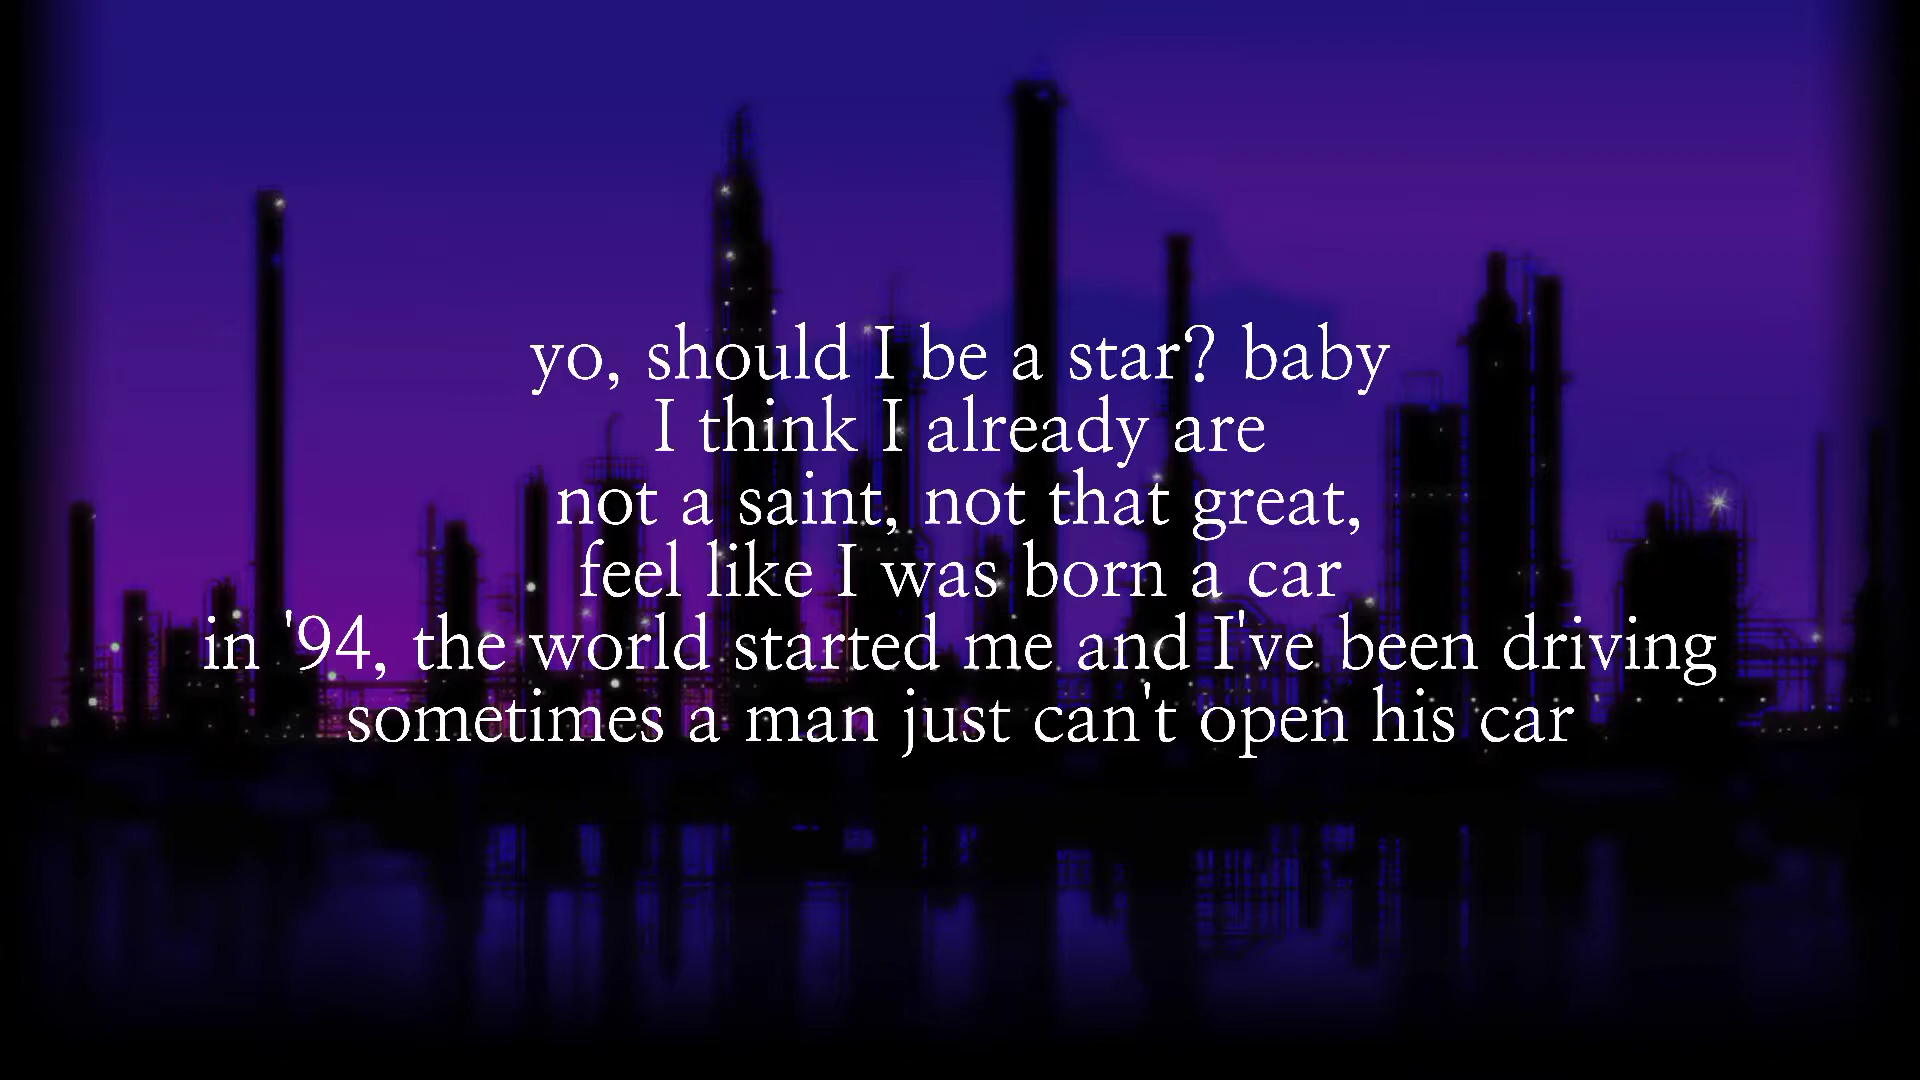 yo, should I be a star? baby
I think I already are
not a saint, not that great,
feel like I was born a car
in '94, the world started me and I've been driving
sometimes a man just can't open his car